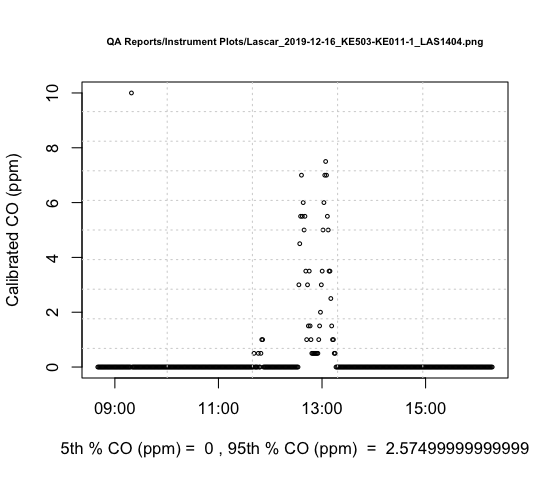 QA Reports/Instrument Plots/Lascar_2019-12-16_KE503-KE011-1_LAS1404.png
Calibrated CO (ppm)
10
8
6
4
2
0
09:00 11:00 13:00 15:00
5th % CO (ppm) =  0 , 95th % CO (ppm)  =  2.57499999999999